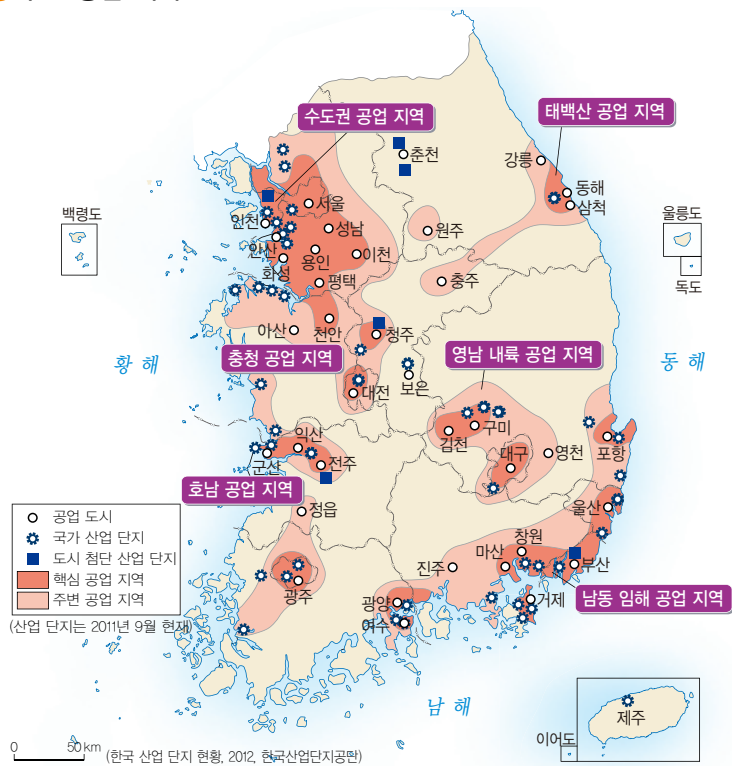 수도권 공업 지역
태백산 공업 지역
춘천
강릉
동해
삼척
백령도
울릉도
독도
서울
인천
성남
원주
안산
용인
이천
화성
평택
충주
아산
천안
청주
충청 공업 지역
영남 내륙 공업 지역
황 해
동 해
보은
대전
구미
김천
익산
군산
전주
대구
영천
포항
호남 공업 지역
정읍
울산
공업 도시
국가 산업 단지
도시 첨단 산업 단지
핵심 공업 지역
주변 공업 지역
(산업 단지는 2011년 9월 현재)
창원
마산
진주
부산
광주
광양
여수
거제
남동 임해 공업 지역
남 해
제주
이어도
0 50km
(한국 산업 단지 현황, 2012, 한국산업단지공단)